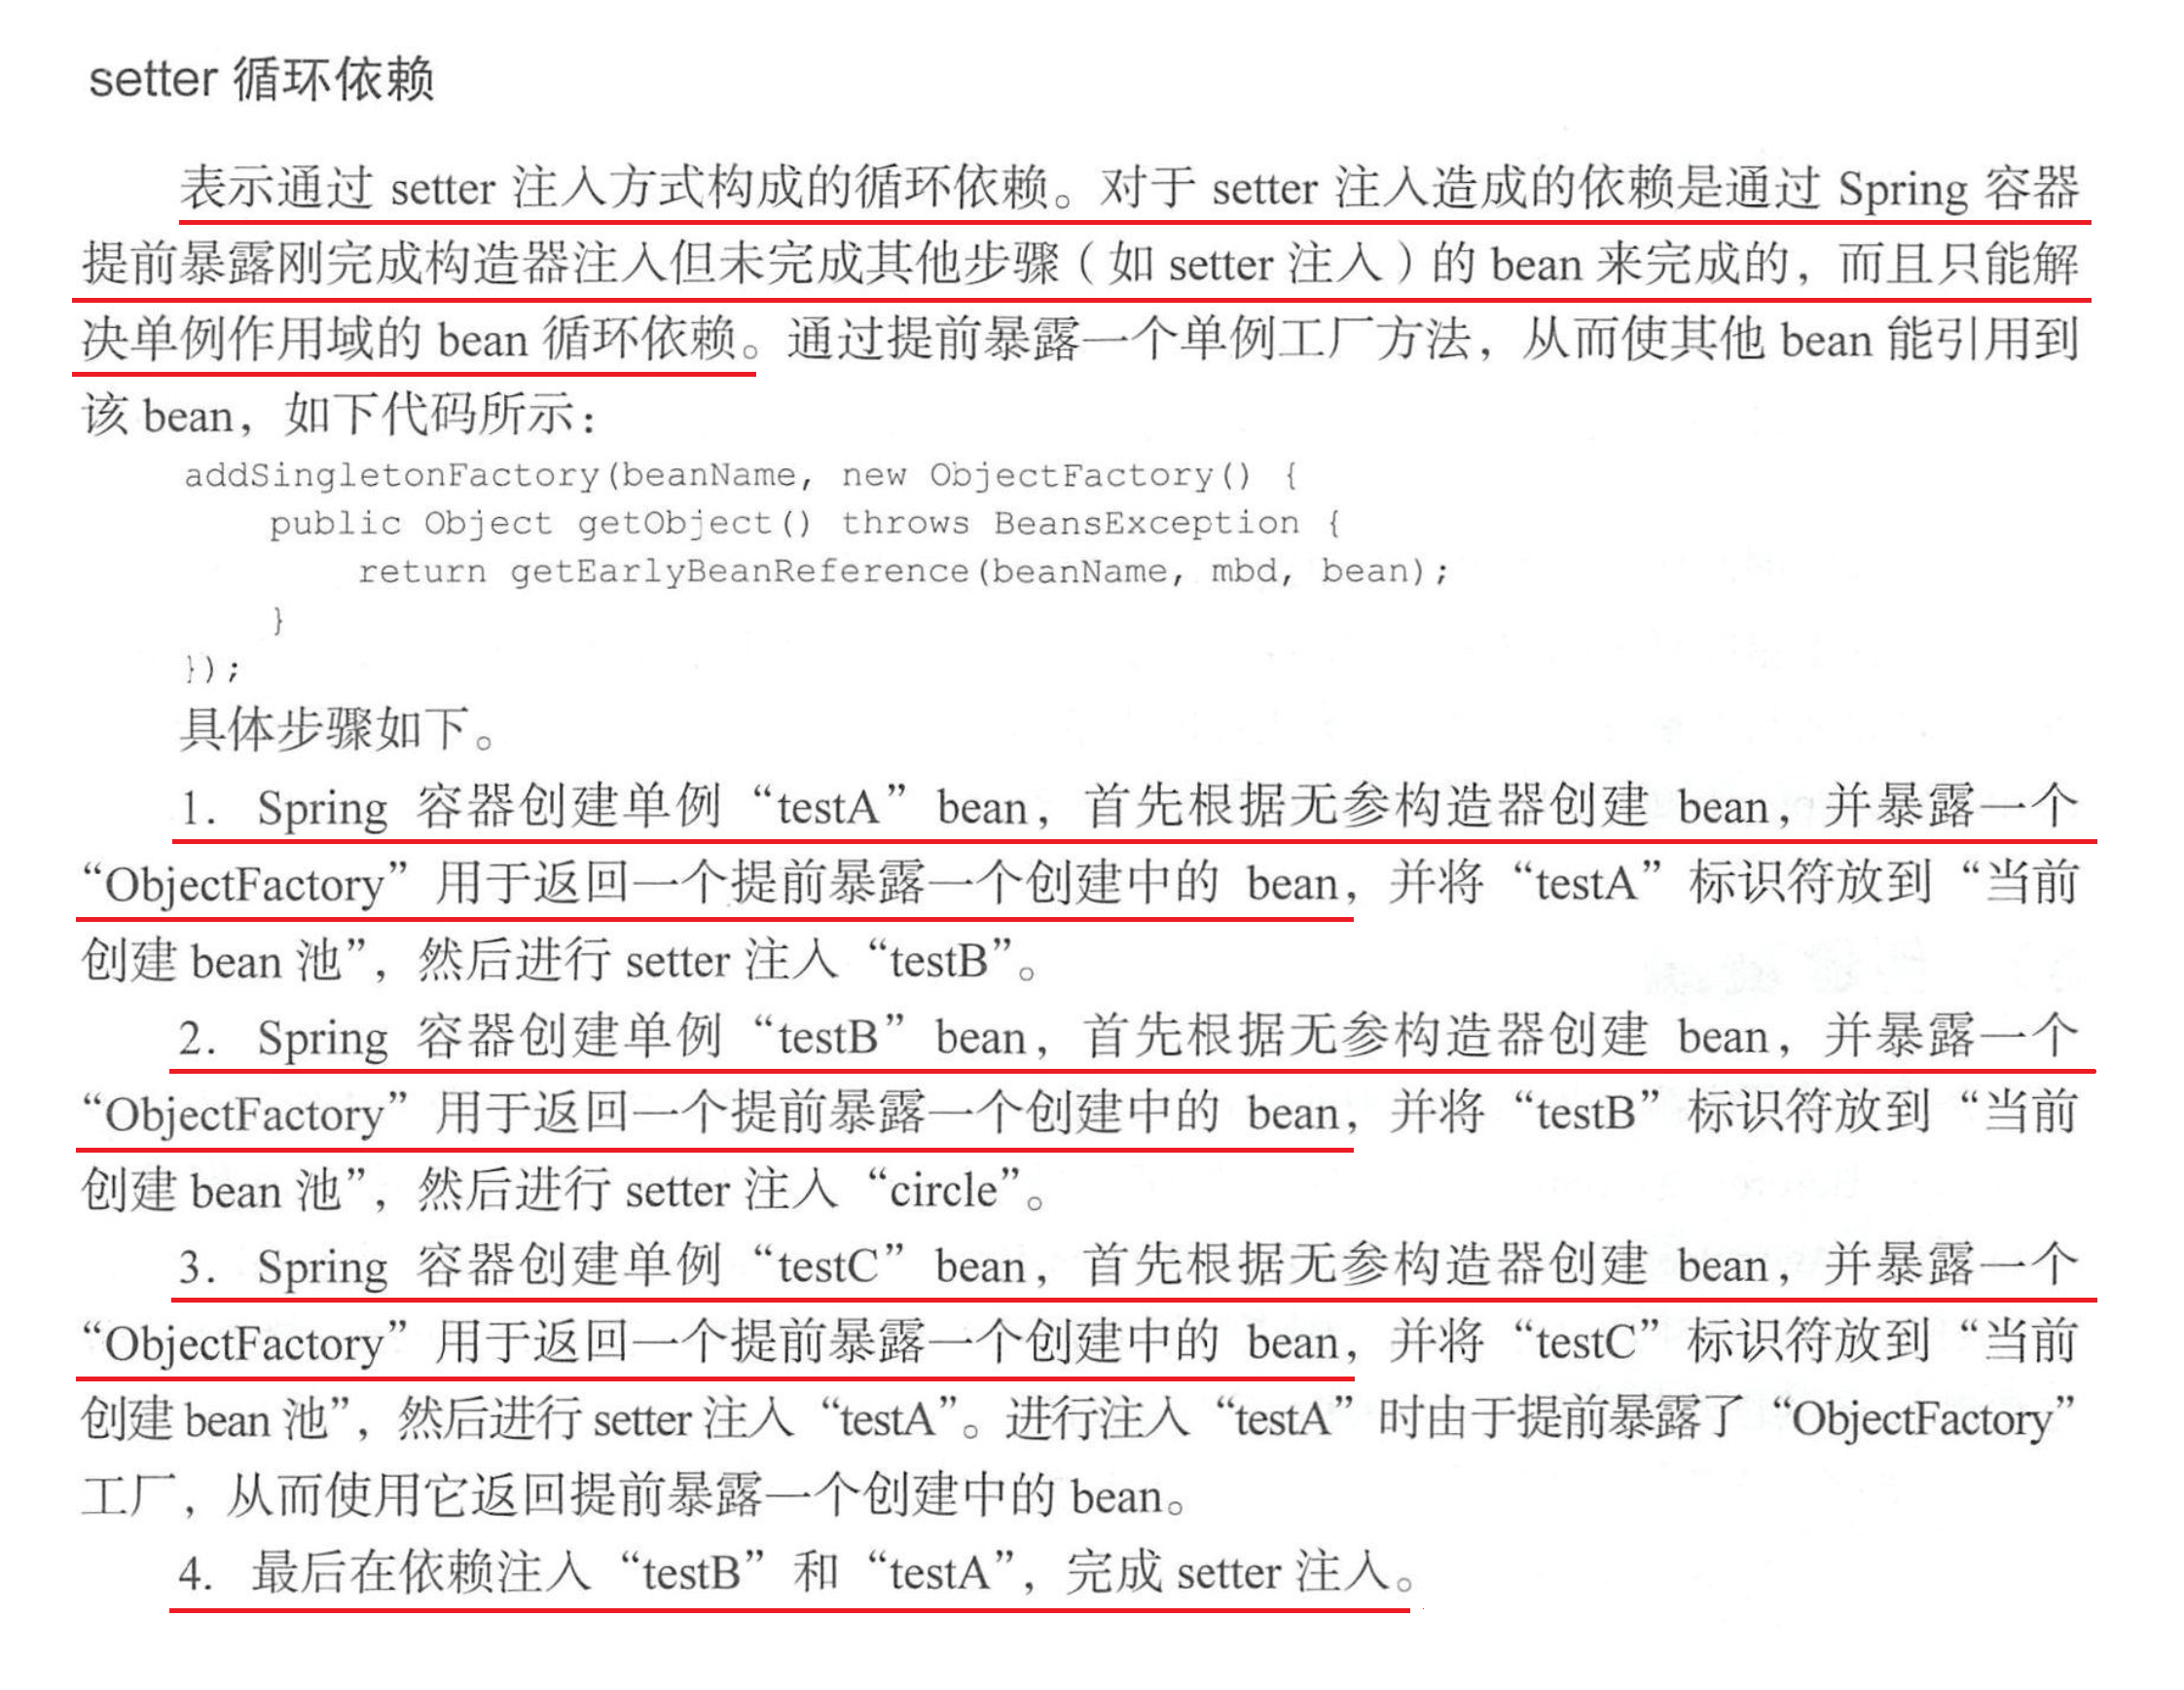 setter 循环依赖
表示通过 setter 注入方式构成的循环依赖。对于 setter 注入造成的依赖是通过 Spring 容器
提前暴露刚完成构造器注入但未完成其他步骤（如 setter 注入）的 bean 来完成的，而且只能解
决单例作用域的 bean 循环依赖。通过提前暴露一个单例工厂方法，从而使其他 bean 能引用到
该 bean，如下代码所示：
addSingletonFactory(beanName, new ObjectFactory() {
public Object getObject() throws BeansException {
return getEarlyBeanReference(beanName, mbd, bean);
}
});
具体步骤如下。
1. Spring 容器创建单例“testA” bean，首先根据无参构造器创建 bean，并暴露一个
“ObjectFactory”用于返回一个提前暴露一个创建中的 bean，并将“testA”标识符放到“当前
创建 bean 池”，然后进行 setter 注入“testB”。
2. Spring 容器创建单例“testB” bean，首先根据无参构造器创建 bean，并暴露一个
“ObjectFactory”用于返回一个提前暴露一个创建中的 bean，并将“testB”标识符放到“当前
创建 bean 池”，然后进行 setter 注入“circle”。
3. Spring 容器创建单例“testC” bean，首先根据无参构造器创建 bean，并暴露一个
“ObjectFactory”用于返回一个提前暴露一个创建中的 bean，并将“testC”标识符放到“当前
创建 bean 池”，然后进行 setter 注入“testA”。进行注入“testA”时由于提前暴露了“ObjectFactory”
工厂，从而使用它返回提前暴露一个创建中的 bean。
4. 最后在依赖注入“testB”和“testA”，完成 setter 注入。